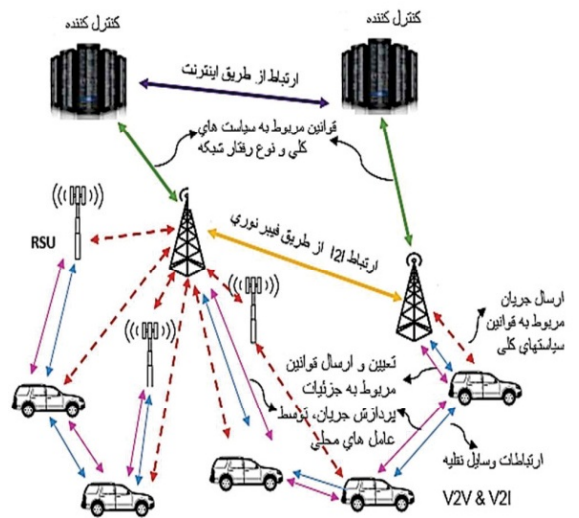 کنترل کننده
کنترل کننده
ارتباط از طریق اینترنت
قوانین مربوط به سیاست های
کلی و نوع رفتار شبکه
RSU
ارتباط I2I از طریق فیبر نوری
ارسال جریان
مربوط به قوانین
سیاستهای کلی
تعیین و ارسال قوانین
مربوط به جزئیات
پردازش جریان، توسط
عامل های محلی
ارتباطات وسایل نقلیه
V2V & V2I